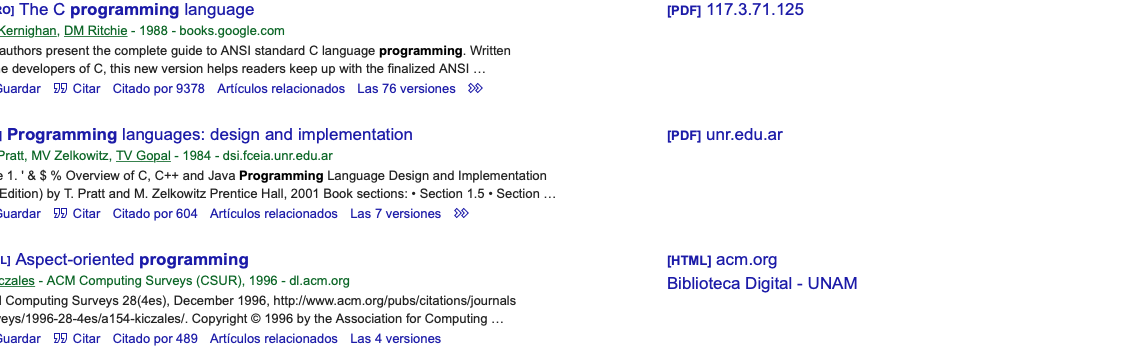 RO] The C programming language
[PDF] 117.3.71.125
Kernighan, DM Ritchie - 1988 - books.google.com
authors present the complete guide to ANSI standard C language programming. Written
e developers of C, this new version helps readers keep up with the finalized ANSI …
Guardar Citar Citado por 9378 Artículos relacionados Las 76 versiones
] Programming languages: design and implementation
[PDF] unr.edu.ar
Pratt, MV Zelkowitz, TV Gopal - 1984 - dsi.fceia.unr.edu.ar
e 1. ' & $ % Overview of C, C++ and Java Programming Language Design and Implementation
Edition) by T. Pratt and M. Zelkowitz Prentice Hall, 2001 Book sections: • Section 1.5 • Section …
Guardar Citar Citado por 604 Artículos relacionados Las 7 versiones
L] Aspect-oriented programming
[HTML] acm.org
czales - ACM Computing Surveys (CSUR), 1996 - dl.acm.org
Biblioteca Digital - UNAM
Computing Surveys 28(4es), December 1996, http://www.acm.org/pubs/citations/journals
veys/1996-28-4es/a154-kiczales/. Copyright © 1996 by the Association for Computing …
Guardar Citar Citado por 489 Artículos relacionados Las 4 versiones